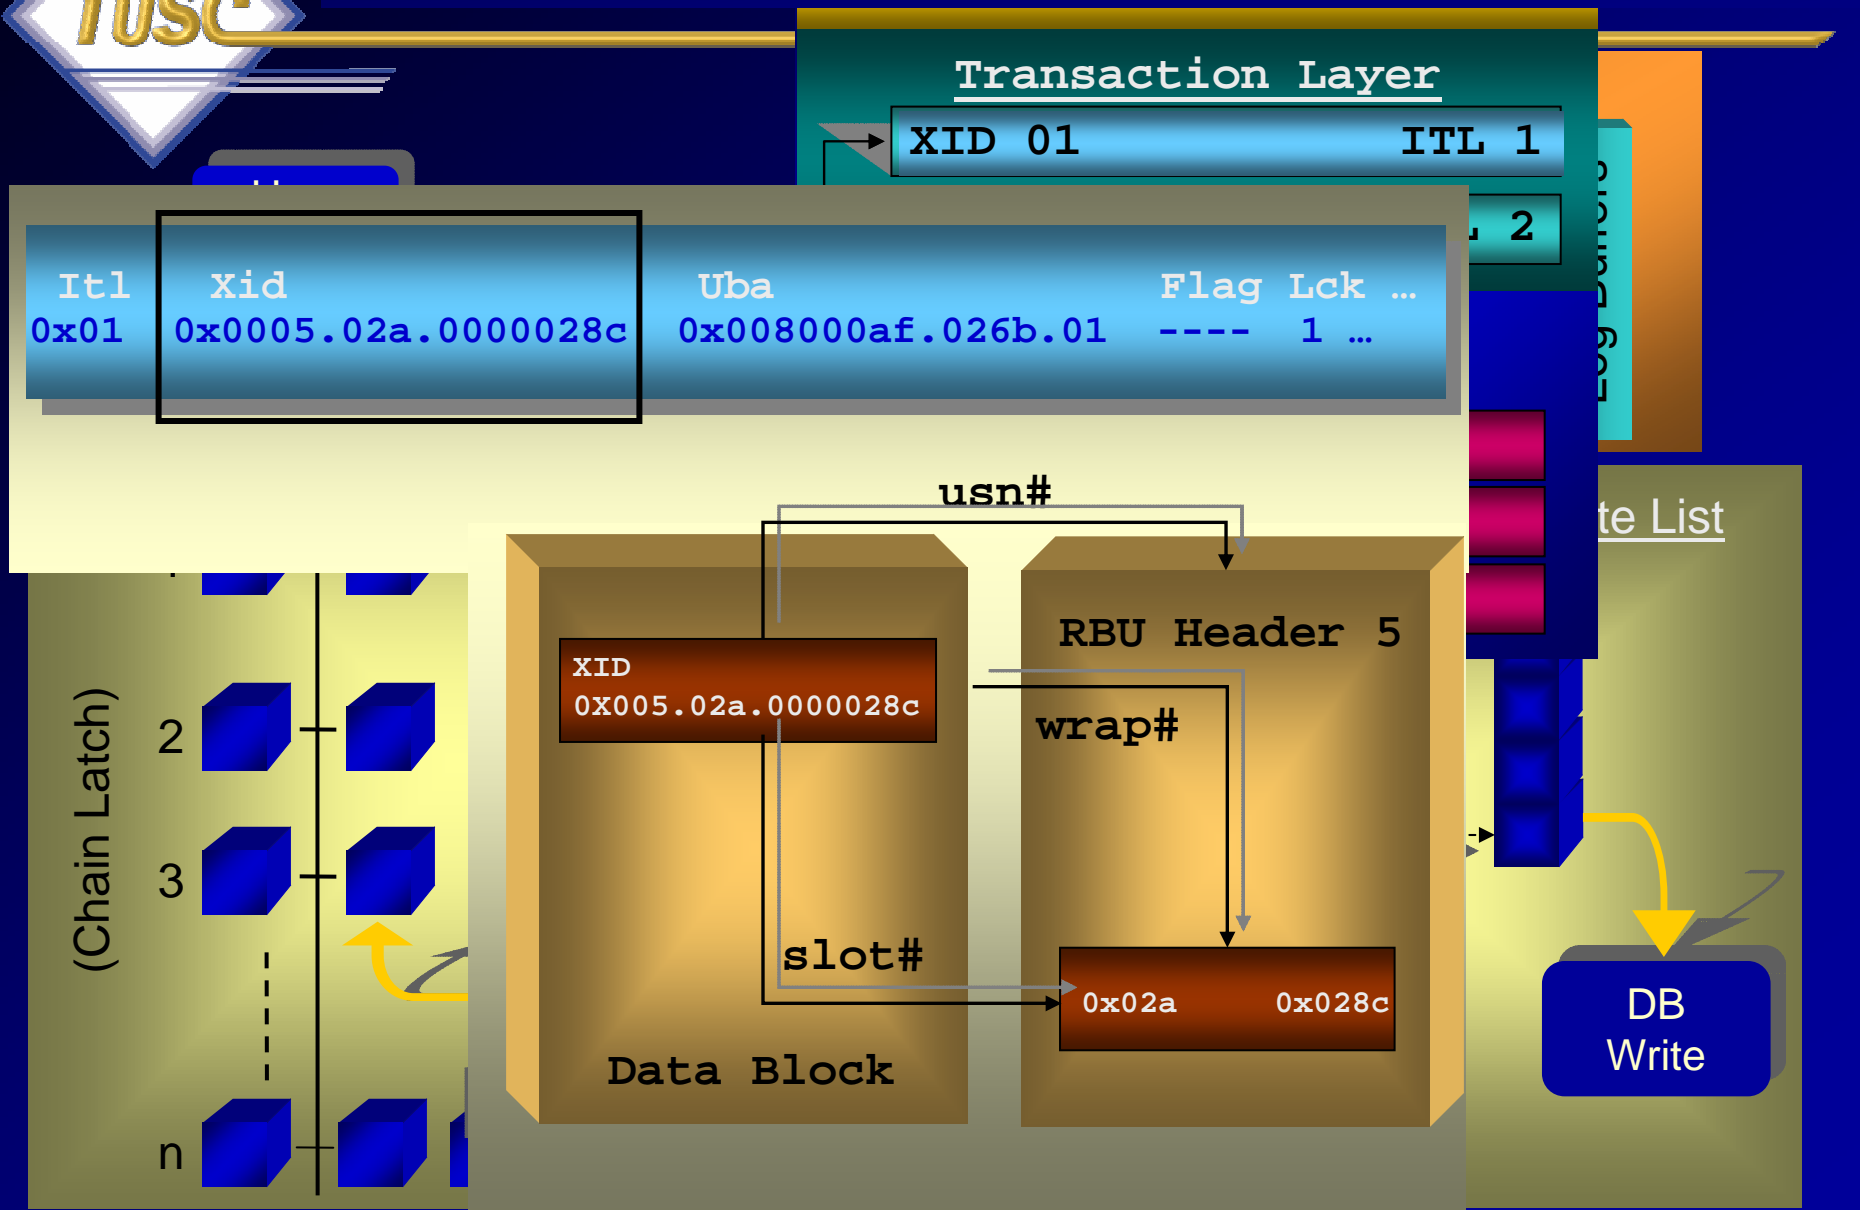 TUSC
Transaction Layer
XID 01 ITL 1
2
Itl Xid Uba Flag Lck …
0x01 0x0005.02a.0000028c 0x008000af.026b.01 ---- 1 …
usn#
te List
RBU Header 5
XID
0X005.02a.0000028c
wrap#
(Chain Latch)
2
3
slot#
0x02a 0x028c
DB
Write
Data Block
n